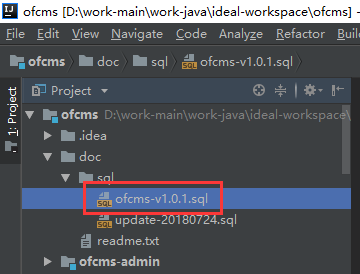 ofcms [D:\work-main\work-java\ideal-workspace\ofcms] -
File Edit View Navigate Code Analyze Refactor
ofcms doc sql ofcms-v1.0.1.sql
1: Project
Project
ofcms D:\work-main\work-java\ideal-workspace\
.idea
doc
sql
ofcms-v1.0.1.sql
update-20180724.sql
readme.txt
ofcms-admin